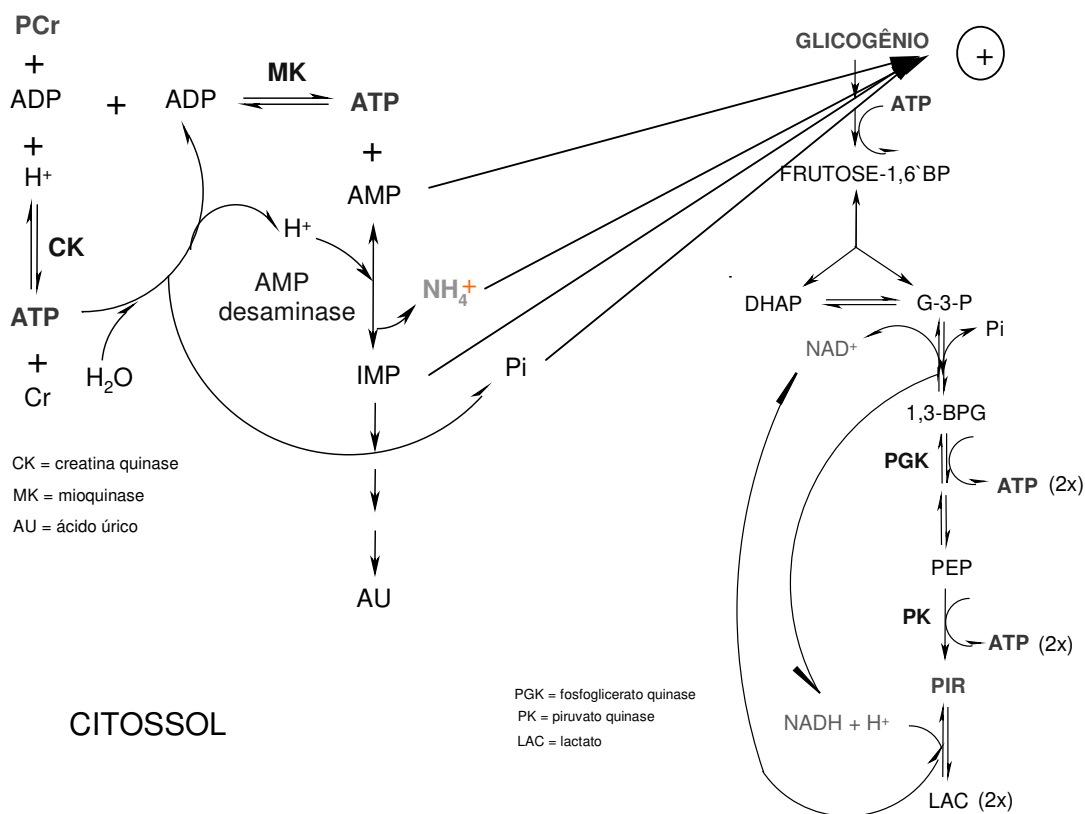 PCr
+
ADP + ADP MK ATP
+
H+
CK
ATP
+
Cr
H2O
+
AMP
H+
AMP
desaminase
NH4+
IMP
Pi
AU
CK = creatina quinase
MK = mioquinase
AU = ácido úrico
CITOSSOL
GLICOGÊNIO
+
ATP
FRUTOSE-1,6`BP
DHAP
G-3-P
Pi
NAD+
1,3-BPG
PGK
ATP (2x)
PEP
PK
ATP (2x)
PIR
NADH + H+
LAC (2x)
PGK = fosfoglicerato quinase
PK = piruvato quinase
LAC = lactato